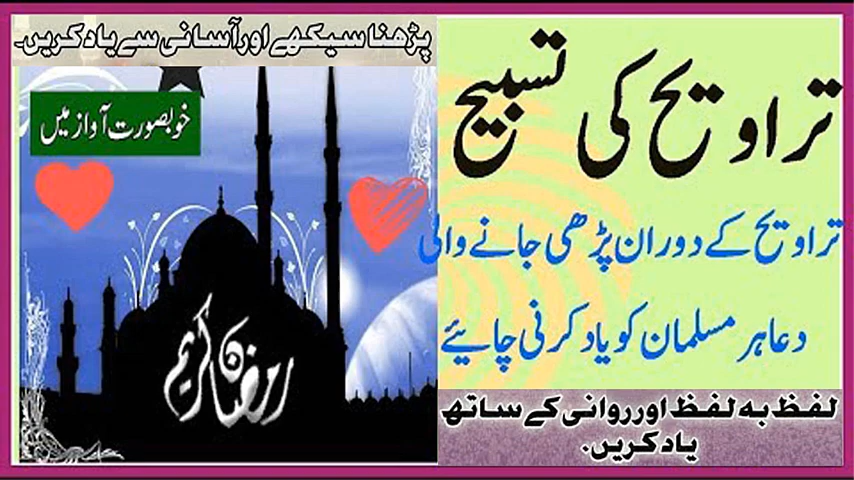 پڑھنا سیکھے اور آسانی سے یاد کریں۔
خوبصورت آواز میں
رمضان کریم
تراویح کی تسبیح
تراویح کے دوران پڑھی جانے والی
دعا ہر مسلمان کو یاد کرنی چاہیے
لفظ بہ لفظ اور روانی کے ساتھ
یاد کریں.